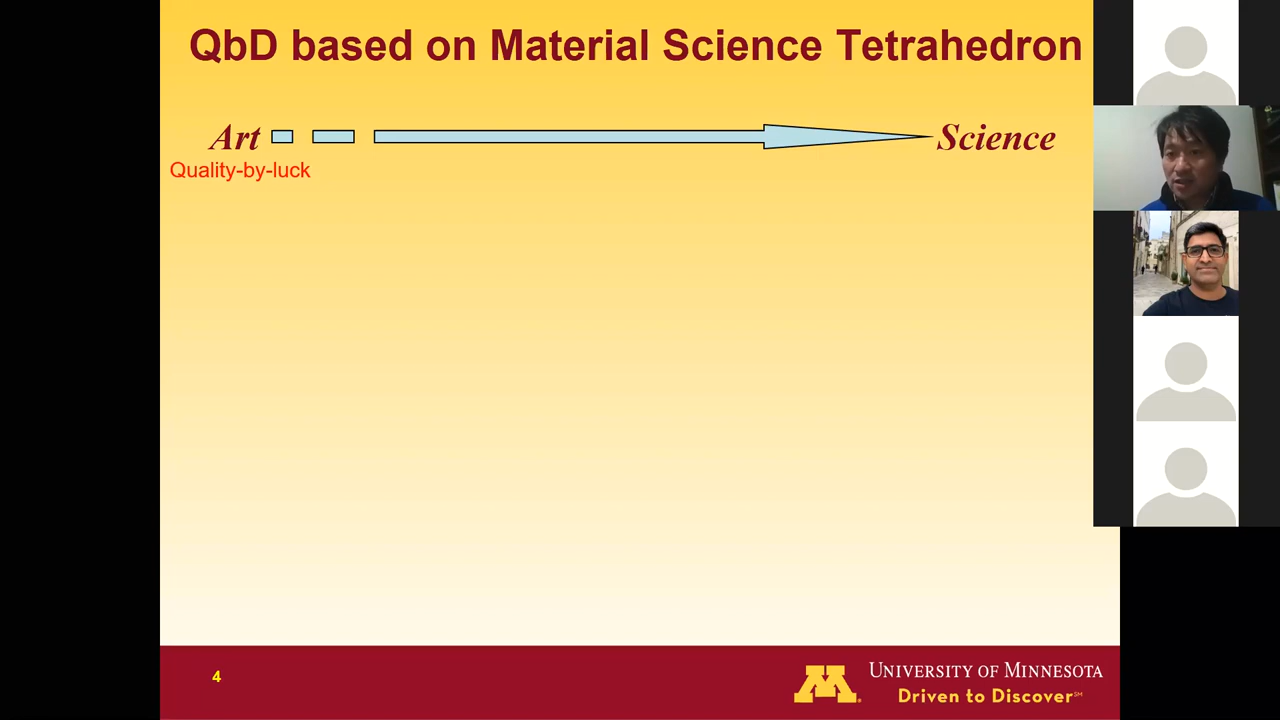 QbD based on Material Science Tetrahedron
Art
Science
Quality-by-luck
4
M
UNIVERSITY OF MINNESOTA
Driven to Discover℠